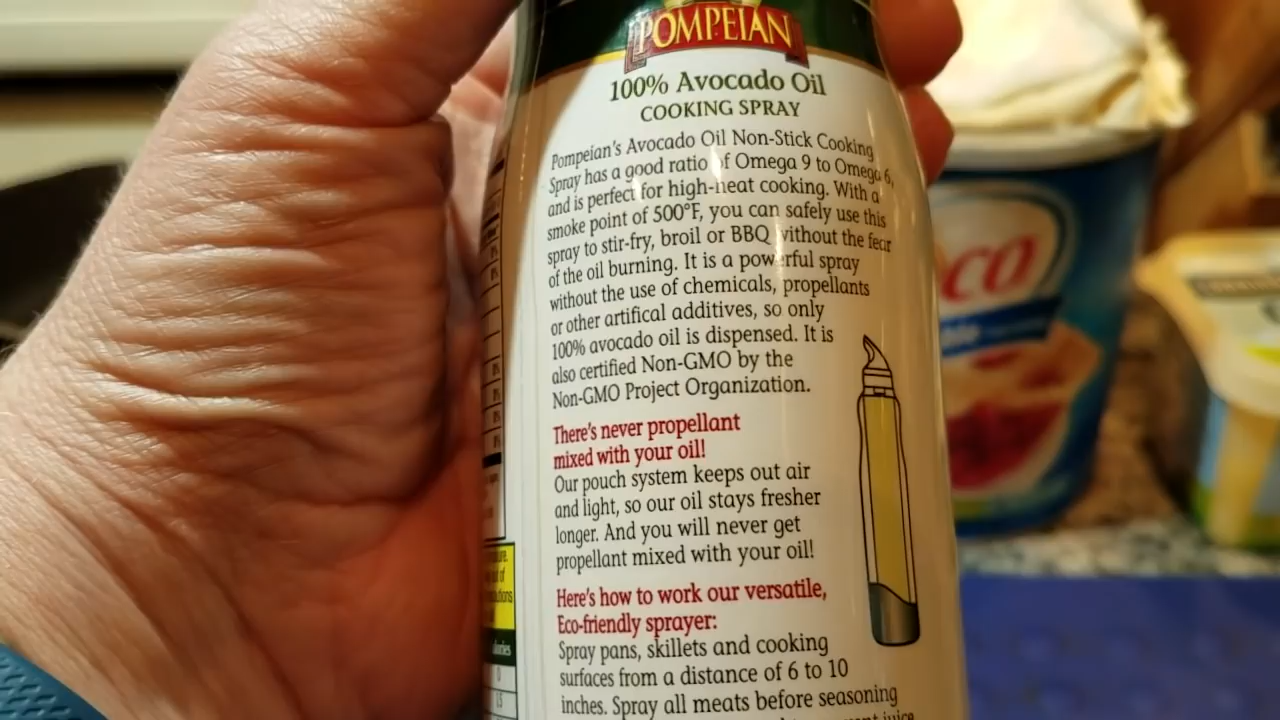 POMPEIAN
100% Avocado Oil
COOKING SPRAY
Pompeian's Avocado Oil Non-Stick Cooking
Spray has a good ratio of Omega 9 to Omega 6,
and is perfect for high-heat cooking. With a
smoke point of 500°F, you can safely use this
spray to stir-fry, broil or BBQ without the fear
of the oil burning. It is a powerful spray
without the use of chemicals, propellants
or other artifical additives, so only
100% avocado oil is dispensed. It is
also certified Non-GMO by the
Non-GMO Project Organization.
There's never propellant
mixed with your oil!
Our pouch system keeps out air
and light, so our oil stays fresher
longer. And you will never get
propellant mixed with your oil!
Here's how to work our versatile,
Eco-friendly sprayer:
Spray pans, skillets and cooking
surfaces from a distance of 6 to 10
inches. Spray all meats before seasoning
juice